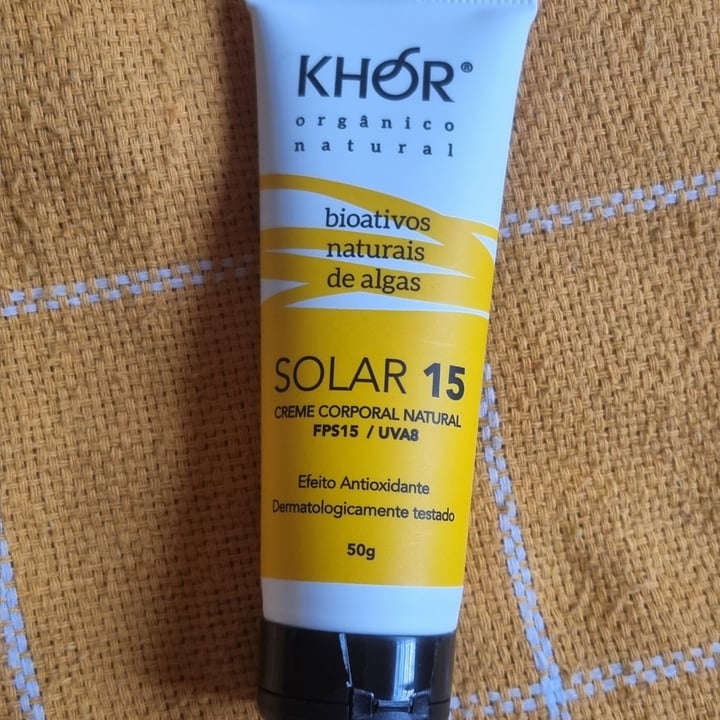 KHOR®
orgânico
natural
bioativos
naturais
de algas
SOLAR 15
CREME CORPORAL NATURAL
FPS15 / UVA8
Efeito Antioxidante
Dermatologicamente testado
50g